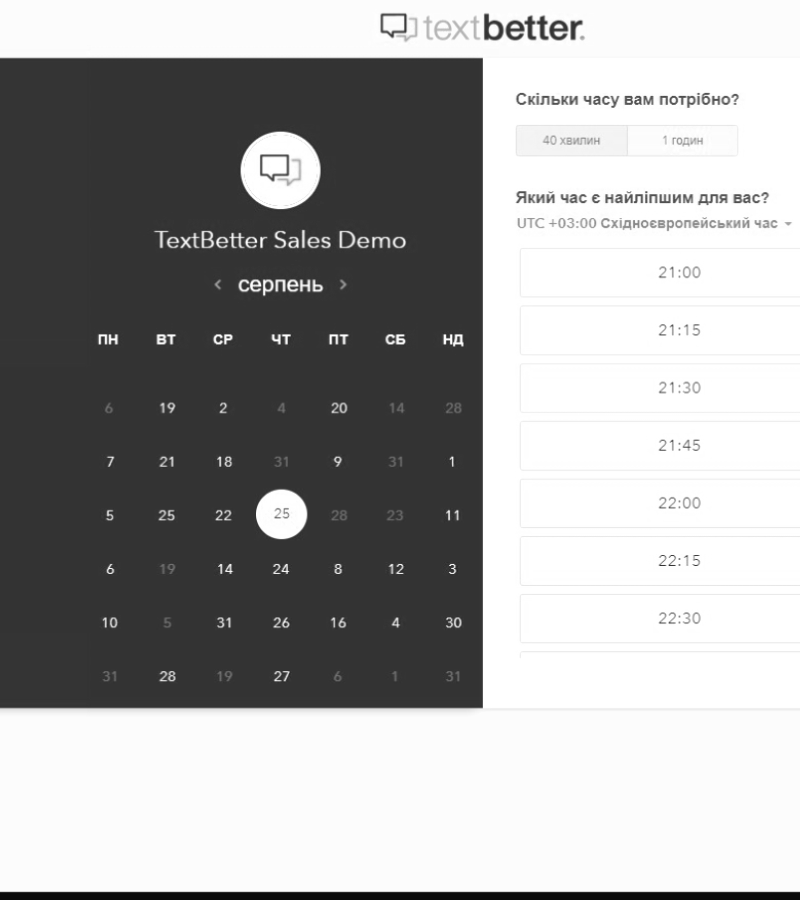 textbetter.
TextBetter Sales Demo
серпень
ПН ВТ СР ЧТ ПТ СБ НД
6 19 2 4 20 14 28
7 21 18 31 9 31 1
5 25 22 25 28 23 11
6 19 14 24 8 12 3
10 5 31 26 16 4 30
31 28 19 27 6 1 31
Скільки часу вам потрібно?
40 хвилин 1 годин
Який час є найліпшим для вас?
UTC +03:00 Східноєвропейський час
21:00
21:15
21:30
21:45
22:00
22:15
22:30